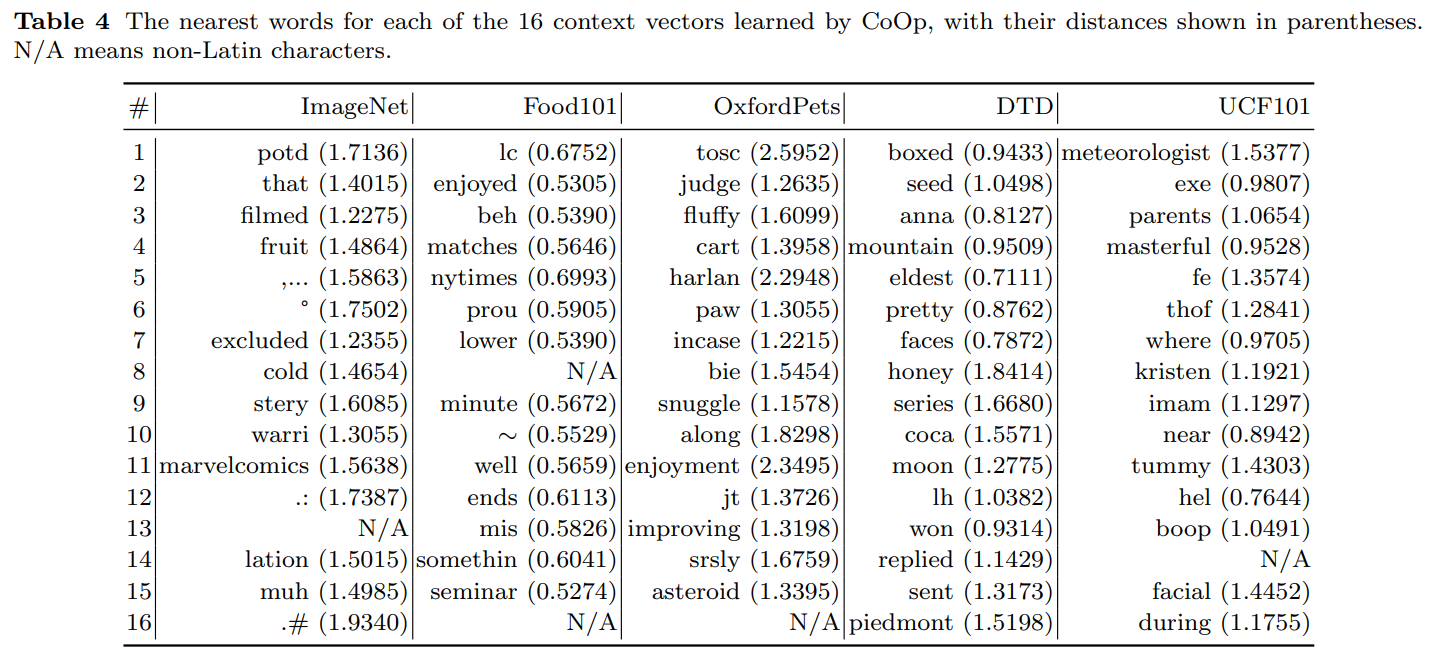 Table 4 The nearest words for each of the 16 context vectors learned by CoOp, with their distances shown in parentheses.
N/A means non-Latin characters.
# ImageNet Food101 OxfordPets DTD UCF101
1 potd (1.7136) lc (0.6752) tosc (2.5952) boxed (0.9433) meteorologist (1.5377)
2 that (1.4015) enjoyed (0.5305) judge (1.2635) seed (1.0498) exe (0.9807)
3 filmed (1.2275) beh (0.5390) fluffy (1.6099) anna (0.8127) parents (1.0654)
4 fruit (1.4864) matches (0.5646) cart (1.3958) mountain (0.9509) masterful (0.9528)
5 ,... (1.5863) nytimes (0.6993) harlan (2.2948) eldest (0.7111) fe (1.3574)
6 ° (1.7502) prou (0.5905) paw (1.3055) pretty (0.8762) thof (1.2841)
7 excluded (1.2355) lower (0.5390) incase (1.2215) faces (0.7872) where (0.9705)
8 cold (1.4654) N/A bie (1.5454) honey (1.8414) kristen (1.1921)
9 stery (1.6085) minute (0.5672) snuggle (1.1578) series (1.6680) imam (1.1297)
10 warri (1.3055) ~ (0.5529) along (1.8298) coca (1.5571) near (0.8942)
11 marvelcomics (1.5638) well (0.5659) enjoyment (2.3495) moon (1.2775) tummy (1.4303)
12 .: (1.7387) ends (0.6113) jt (1.3726) lh (1.0382) hel (0.7644)
13 N/A mis (0.5826) improving (1.3198) won (0.9314) boop (1.0491)
14 lation (1.5015) somethin (0.6041) srsly (1.6759) replied (1.1429) N/A
15 muh (1.4985) seminar (0.5274) asteroid (1.3395) sent (1.3173) facial (1.4452)
16 .# (1.9340) N/A N/A piedmont (1.5198) during (1.1755)